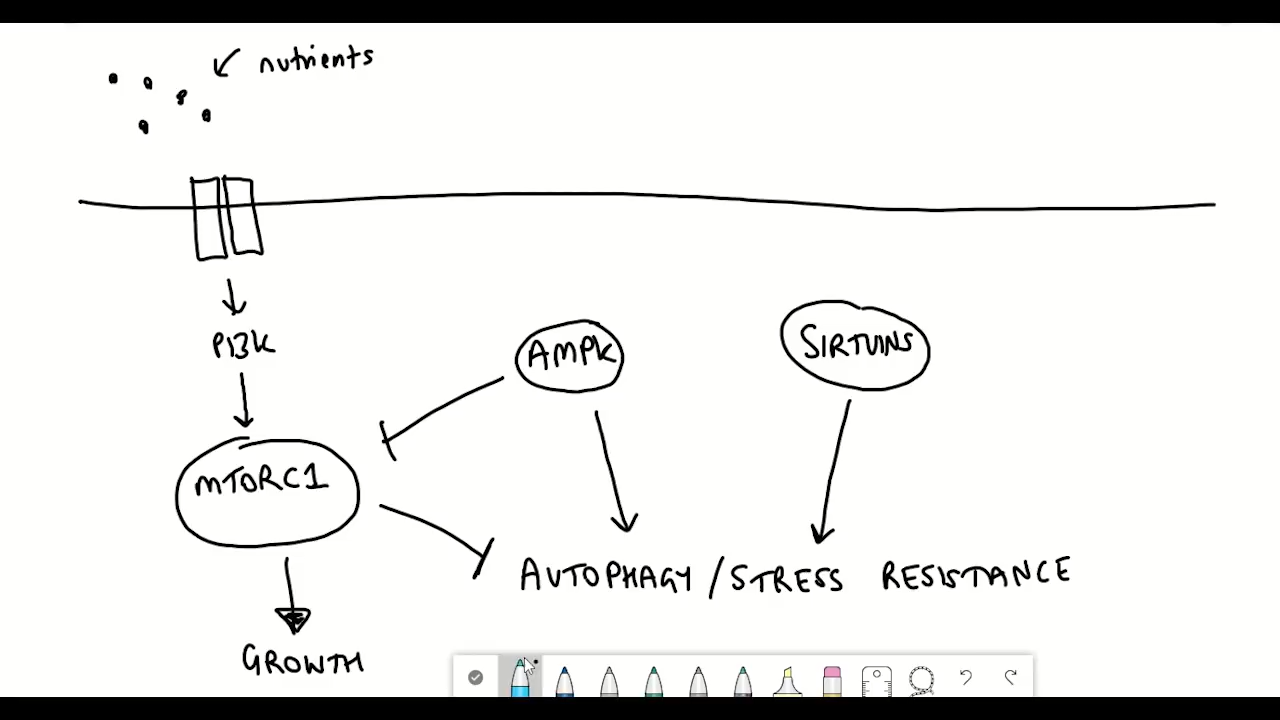 nutrients
PI3K
AMPK
SIRTUINS
mTORC1
AUTOPHAGY / STRESS RESISTANCE
GROWTH